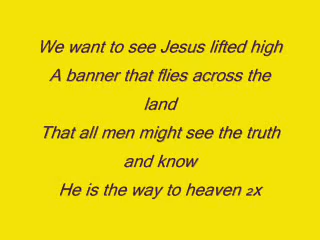 We want to see Jesus lifted high
A banner that flies across the
land
That all men might see the truth
and know
He is the way to heaven 2x